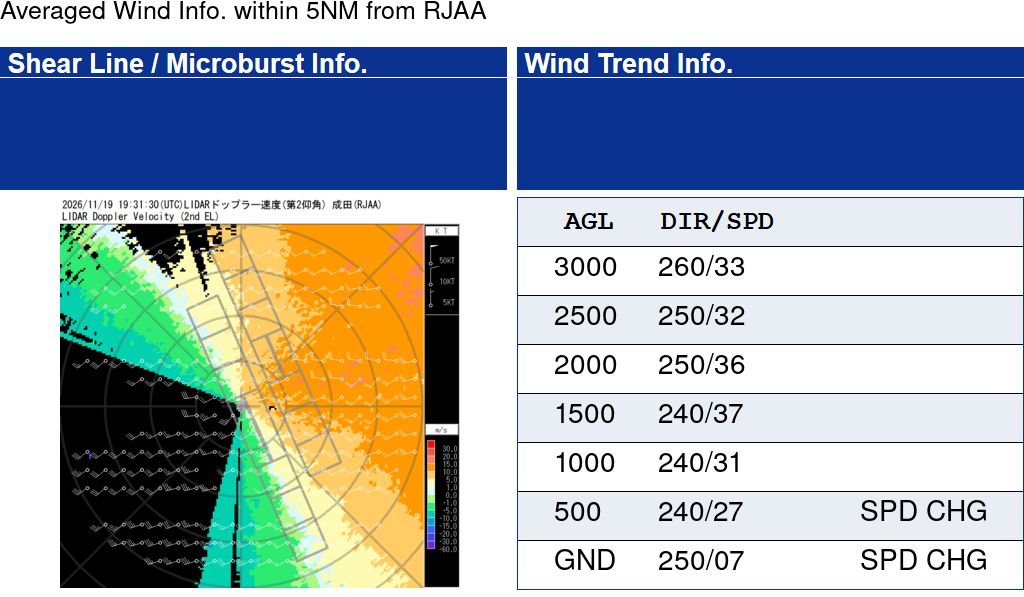 Averaged Wind Info. within 5NM from RJAA
Shear Line / Microburst Info.
Wind Trend Info.
2026/11/19 19:31:30(UTC)LIDARドップラー速度(第2仰角) 成田(RJAA)
LIDAR Doppler Velocity (2nd EL)
KT
50KT
10KT
5KT
m/s
30.0
20.0
15.0
10.0
5.0
1.0
0.0
-1.0
-5.0
-10.0
-15.0
-20.0
-30.0
-60.0
AGL DIR/SPD
3000 260/33
2500 250/32
2000 250/36
1500 240/37
1000 240/31
500 240/27 SPD CHG
GND 250/07 SPD CHG